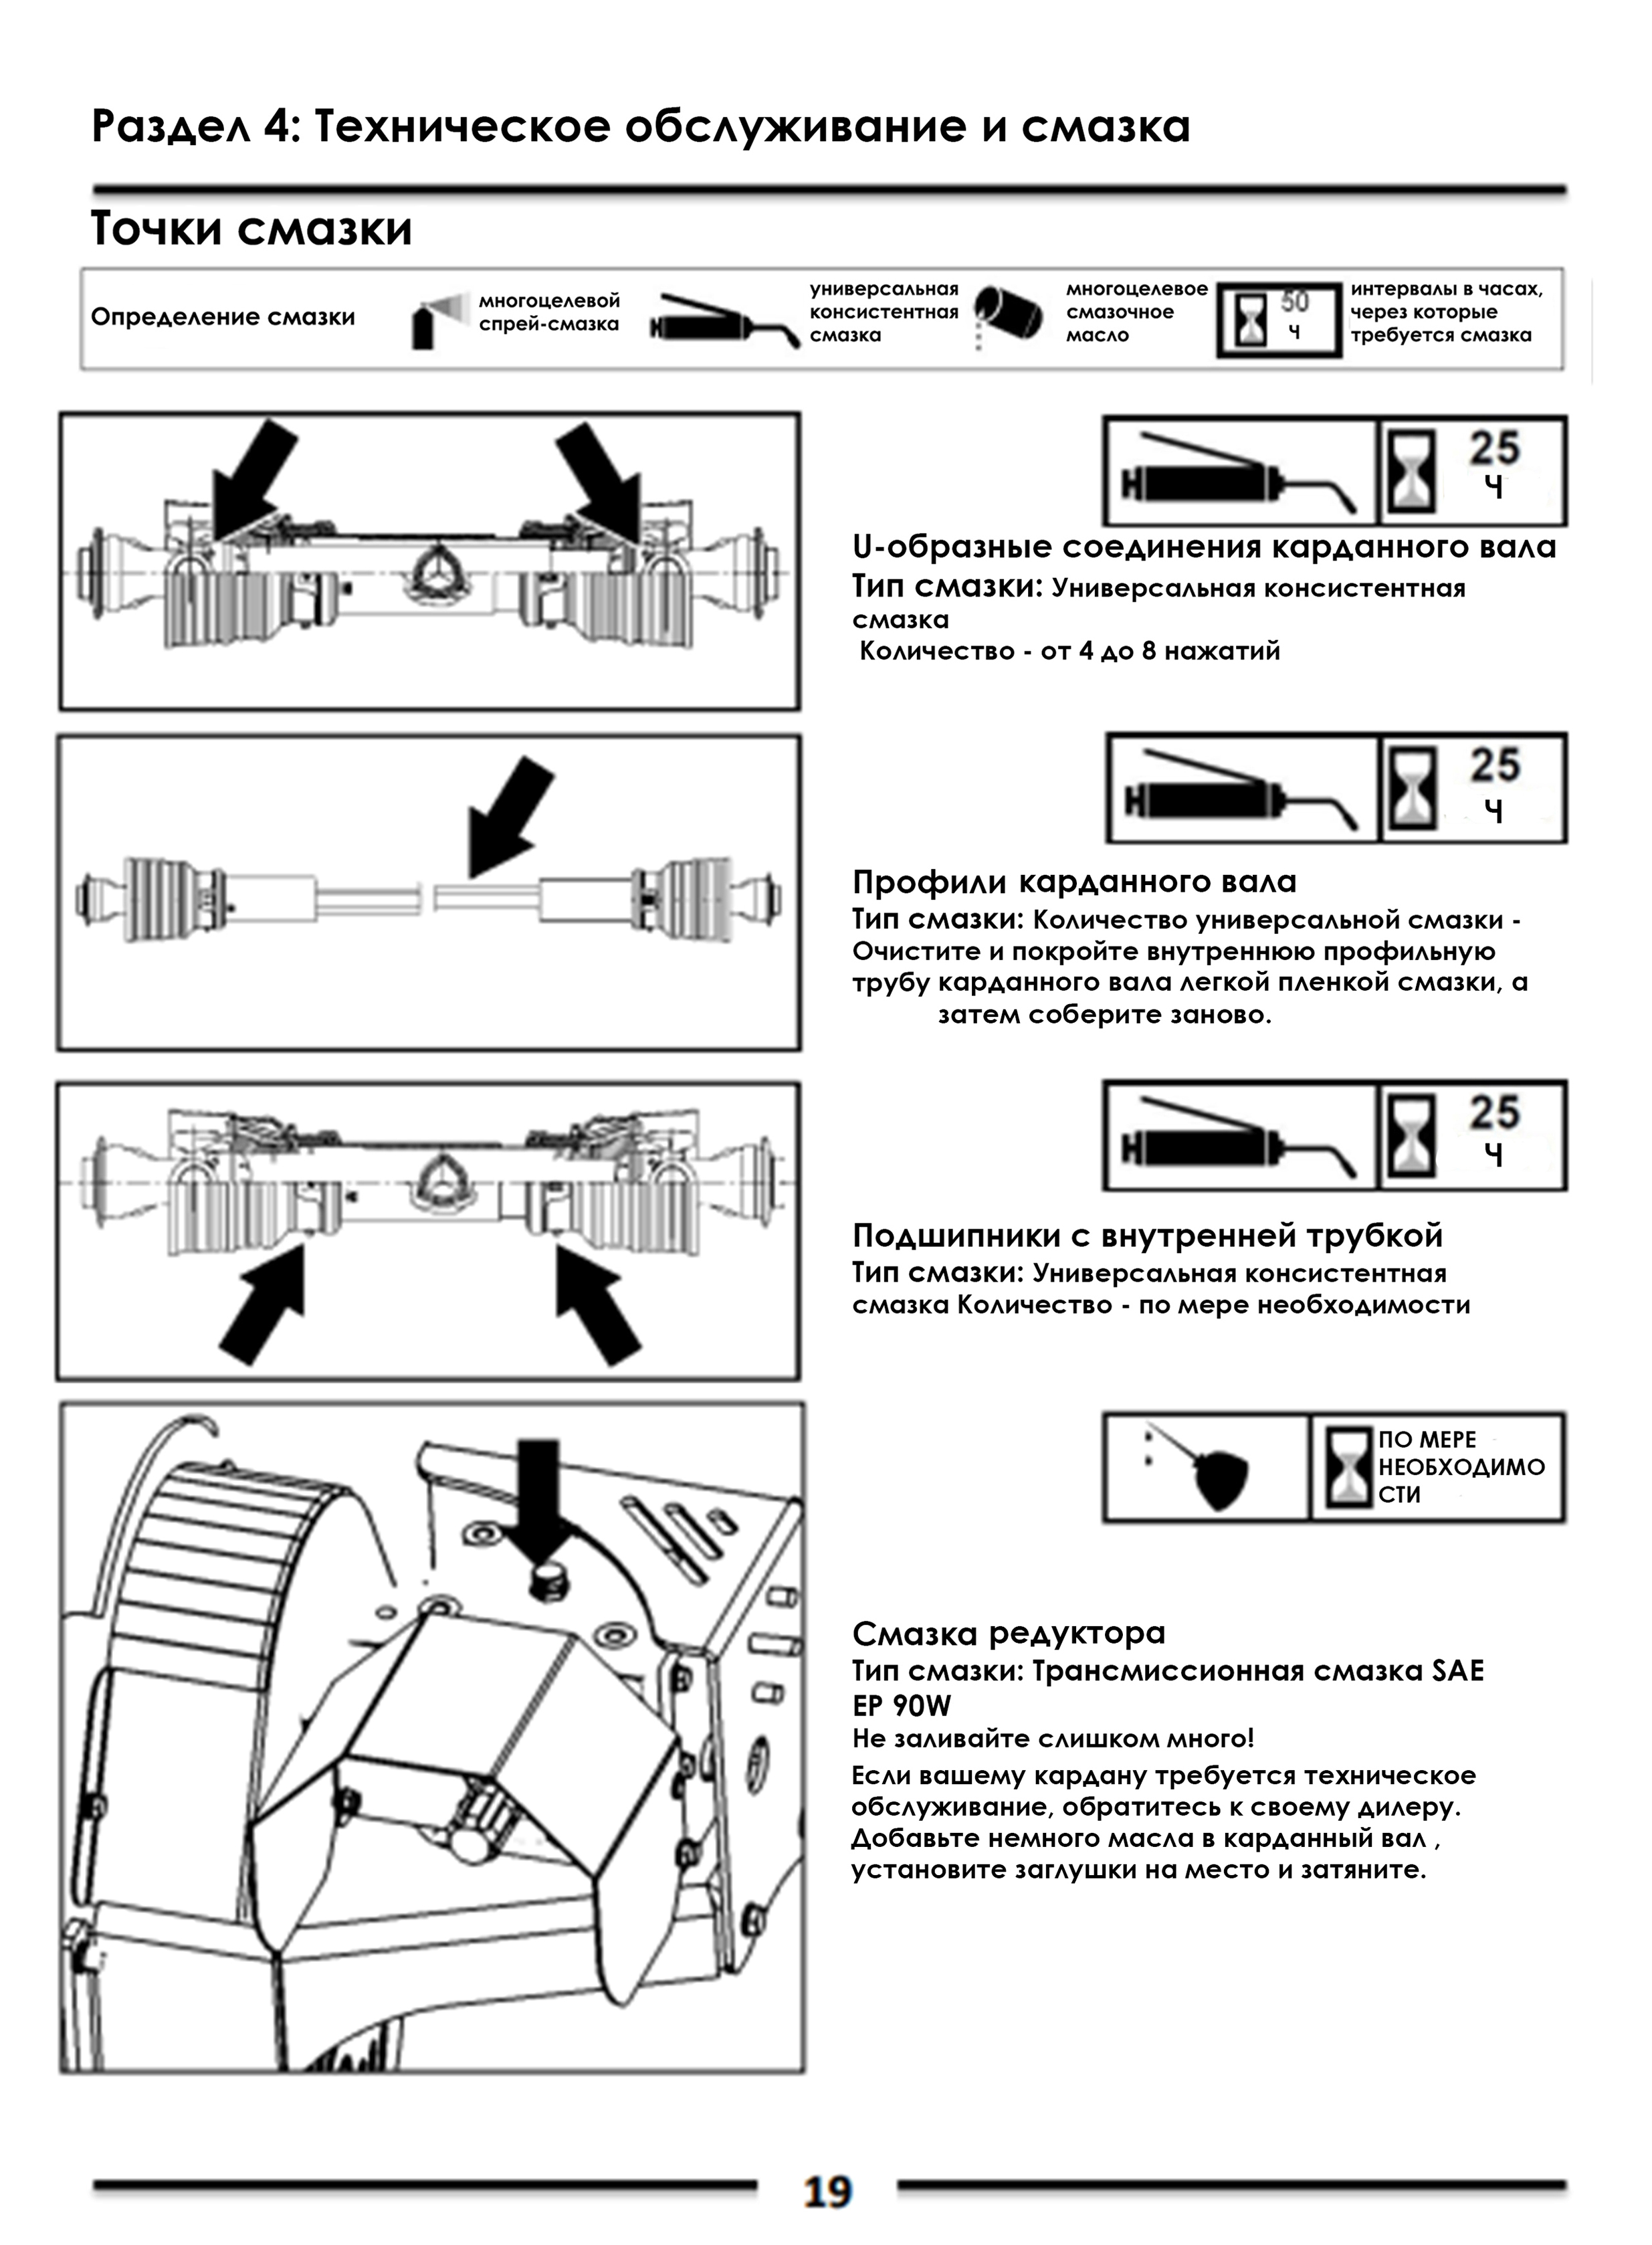 Раздел 4: Техническое обслуживание и смазка
Точки смазки
Определение смазки
многоцелевой
спрей-смазка
универсальная
консистентная
смазка
многоцелевое
смазочное
масло
50
ч
интервалы в часах,
через которые
требуется смазка
25
ч
U-образные соединения карданного вала
Тип смазки: Универсальная консистентная
смазка
Количество - от 4 до 8 нажатий
25
ч
Профили карданного вала
Тип смазки: Количество универсальной смазки -
Очистите и покройте внутреннюю профильную
трубу карданного вала легкой пленкой смазки, а
затем соберите заново.
25
ч
Подшипники с внутренней трубкой
Тип смазки: Универсальная консистентная
смазка Количество - по мере необходимости
ПО МЕРЕ
НЕОБХОДИМО
СТИ
Смазка редуктора
Тип смазки: Трансмиссионная смазка SAE
EP 90W
Не заливайте слишком много!
Если вашему кардану требуется техническое
обслуживание, обратитесь к своему дилеру.
Добавьте немного масла в карданный вал ,
установите заглушки на место и затяните.
19